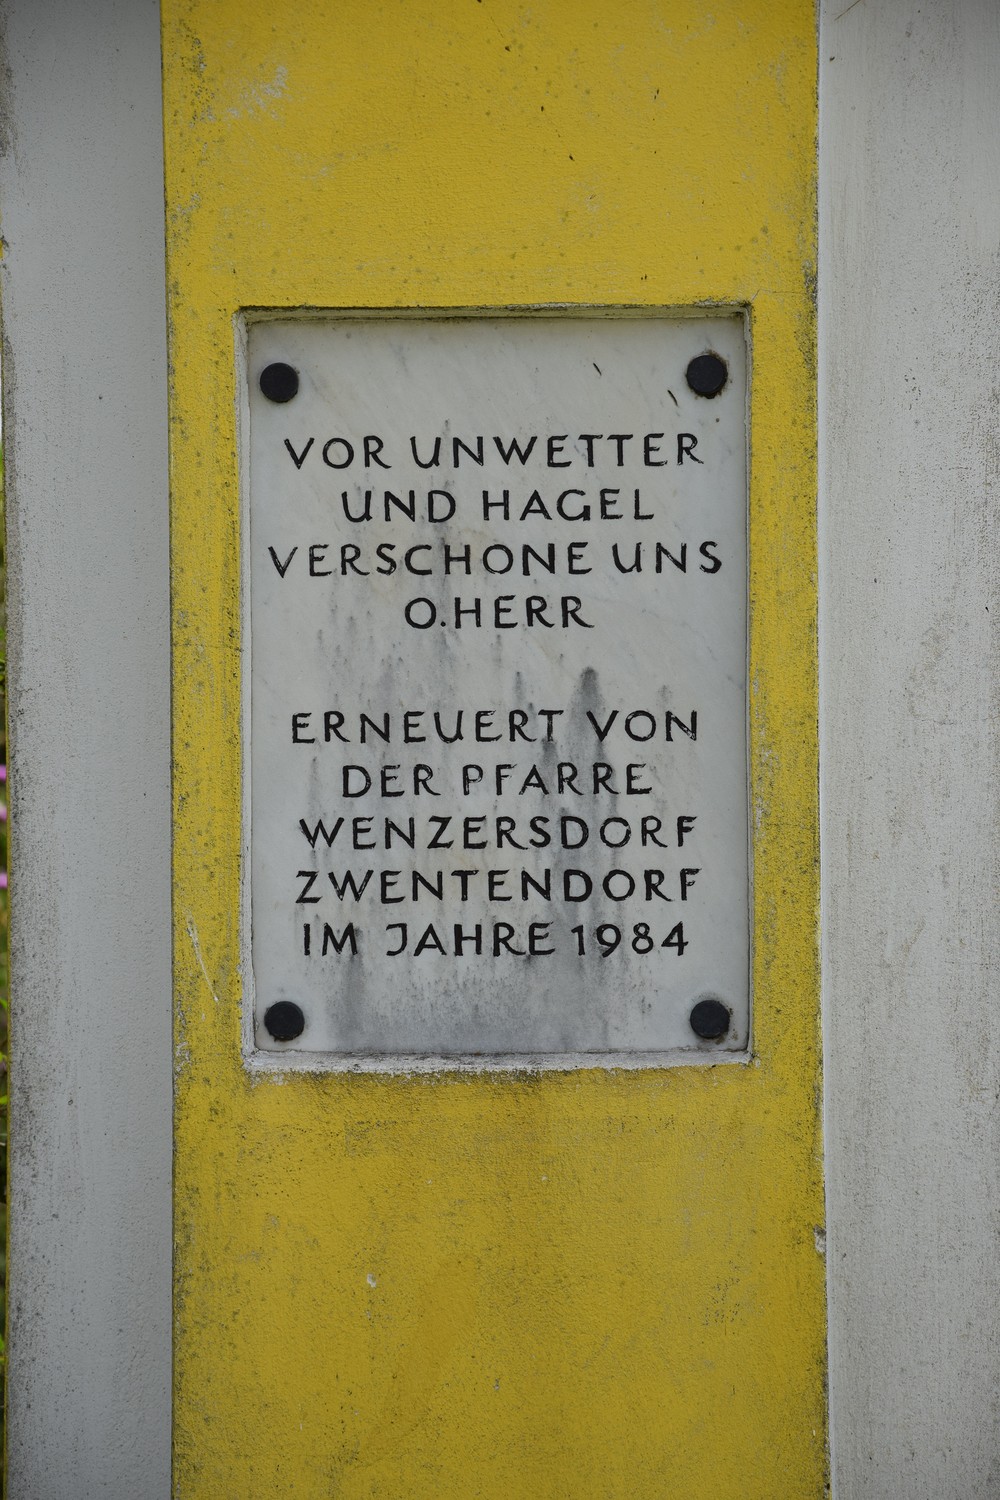 VOR UNWETTER
UND HAGEL
VERSCHONE UNS
O.HERR
ERNEUERT VON
DER PFARRE
WENZERSDORF
ZWENTENDORF
IM JAHRE 1984